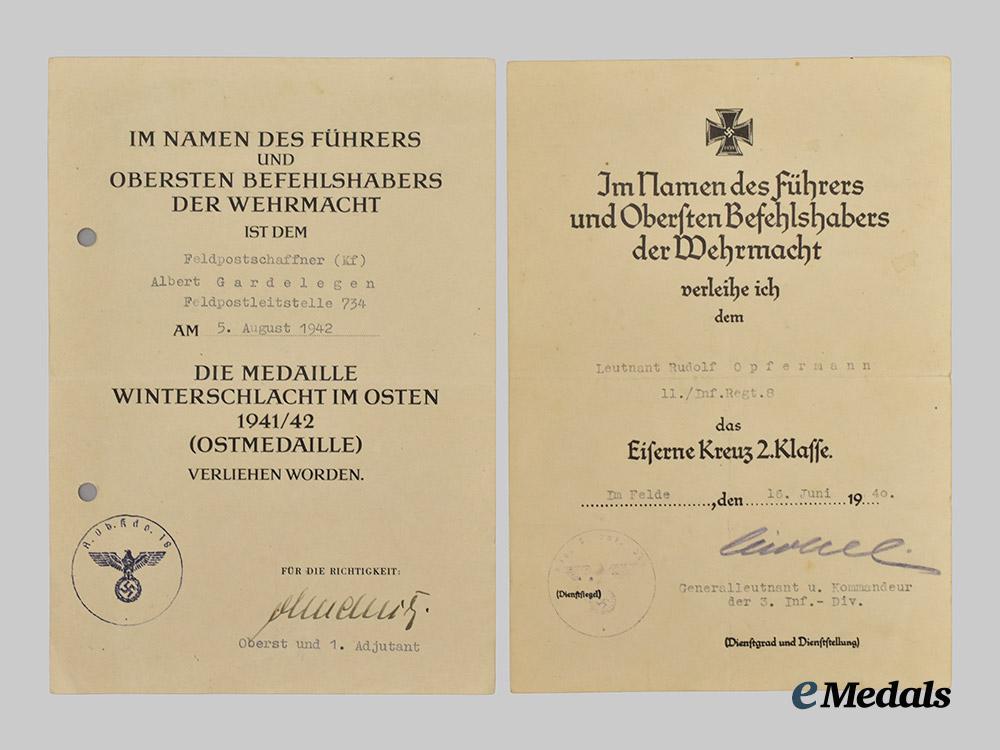 IM NAMEN DES FÜHRERS
UND
OBERSTEN BEFEHLSHABERS
DER WEHRMACHT
IST DEM
Feldpostschaffner (Kf)
Albert G a r d e l e g e n
Feldpostleitstelle 734
AM 5. August 1942
DIE MEDAILLE
WINTERSCHLACHT IM OSTEN
1941/42
(OSTMEDAILLE)
VERLIEHEN WORDEN.
A. Ob. Kdo. 18
FÜR DIE RICHTIGKEIT:
Oberst und 1. Adjutant
Im Namen des Führers
und Oberſten Befehlshabers
der Wehrmacht
verleihe ich
dem
Leutnant Rudolf O p f e r m a n n
11./Inf.Regt.8
das
Eiſerne Kreuz 2.Klaſſe.
Im Felde, den 16. Juni 1940.
(Dienſtſiegel)
Generalleutnant u. Kommandeur
der 3. Inf.- Div.
(Dienſtgrad und Dienſtſtellung)
eMedals